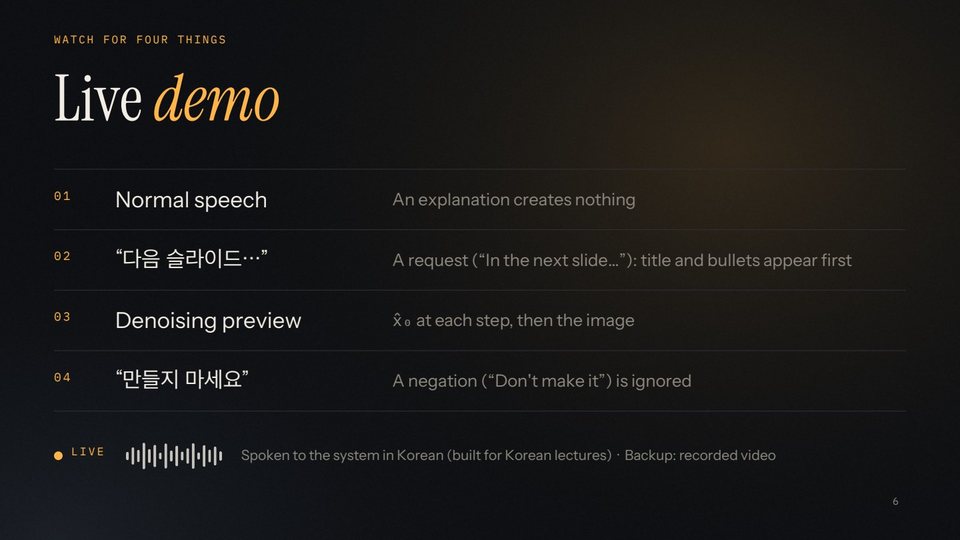 WATCH FOR FOUR THINGS
Live demo
01 Normal speech An explanation creates nothing
02 “다음 슬라이드…” A request (“In the next slide…”): title and bullets appear first
03 Denoising preview x̂₀ at each step, then the image
04 “만들지 마세요” A negation (“Don't make it”) is ignored
LIVE Spoken to the system in Korean (built for Korean lectures) · Backup: recorded video
6